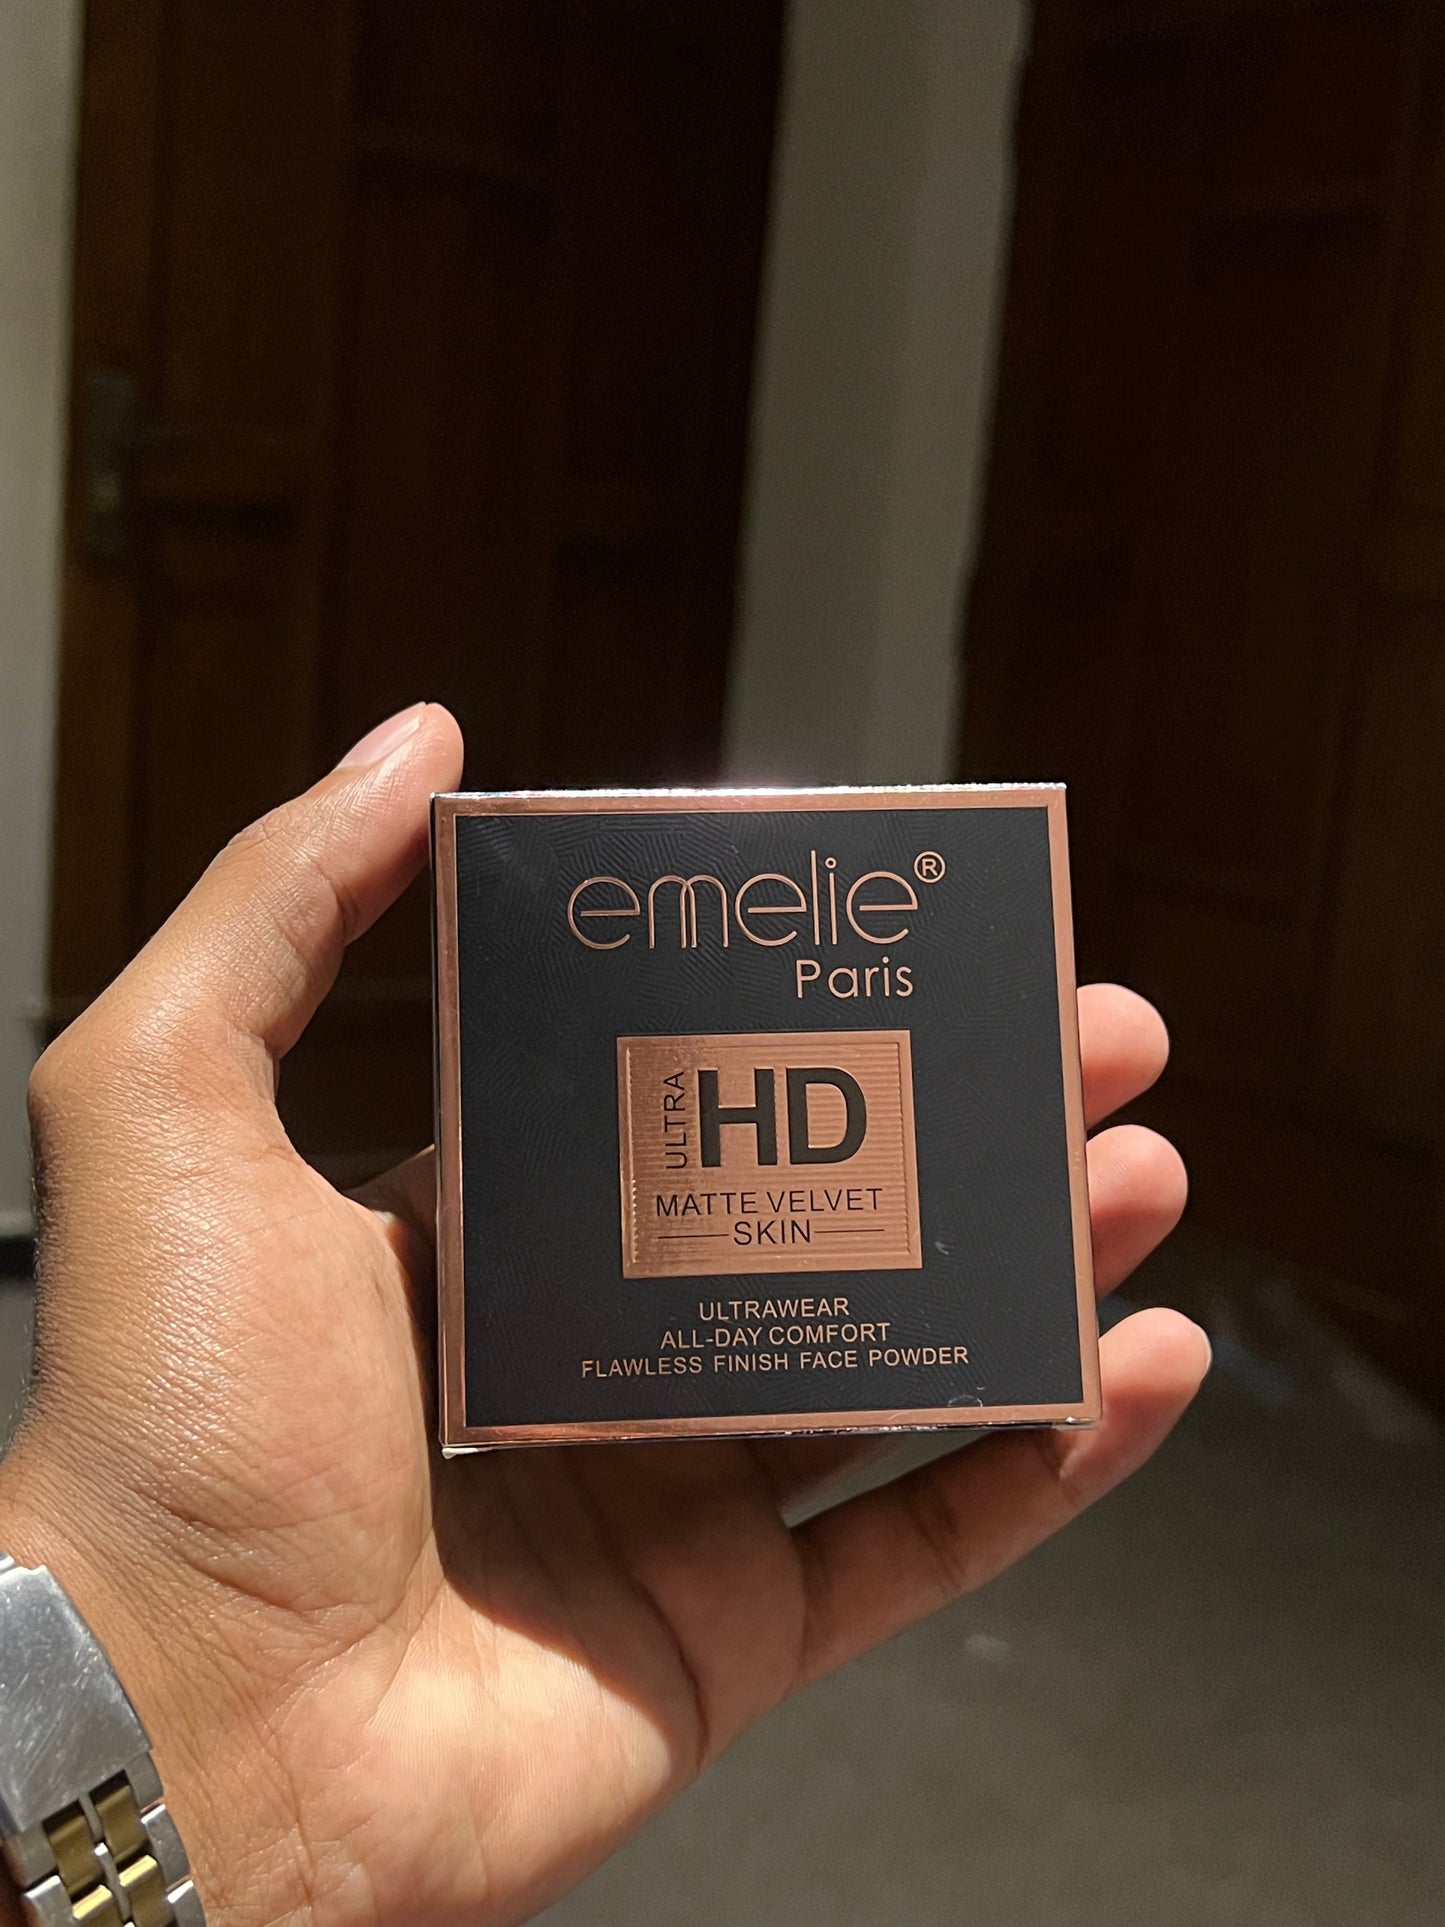 emelie®
Paris
ULTRA HD
MATTE VELVET
SKIN
ULTRAWEAR
ALL-DAY COMFORT
FLAWLESS FINISH FACE POWDER